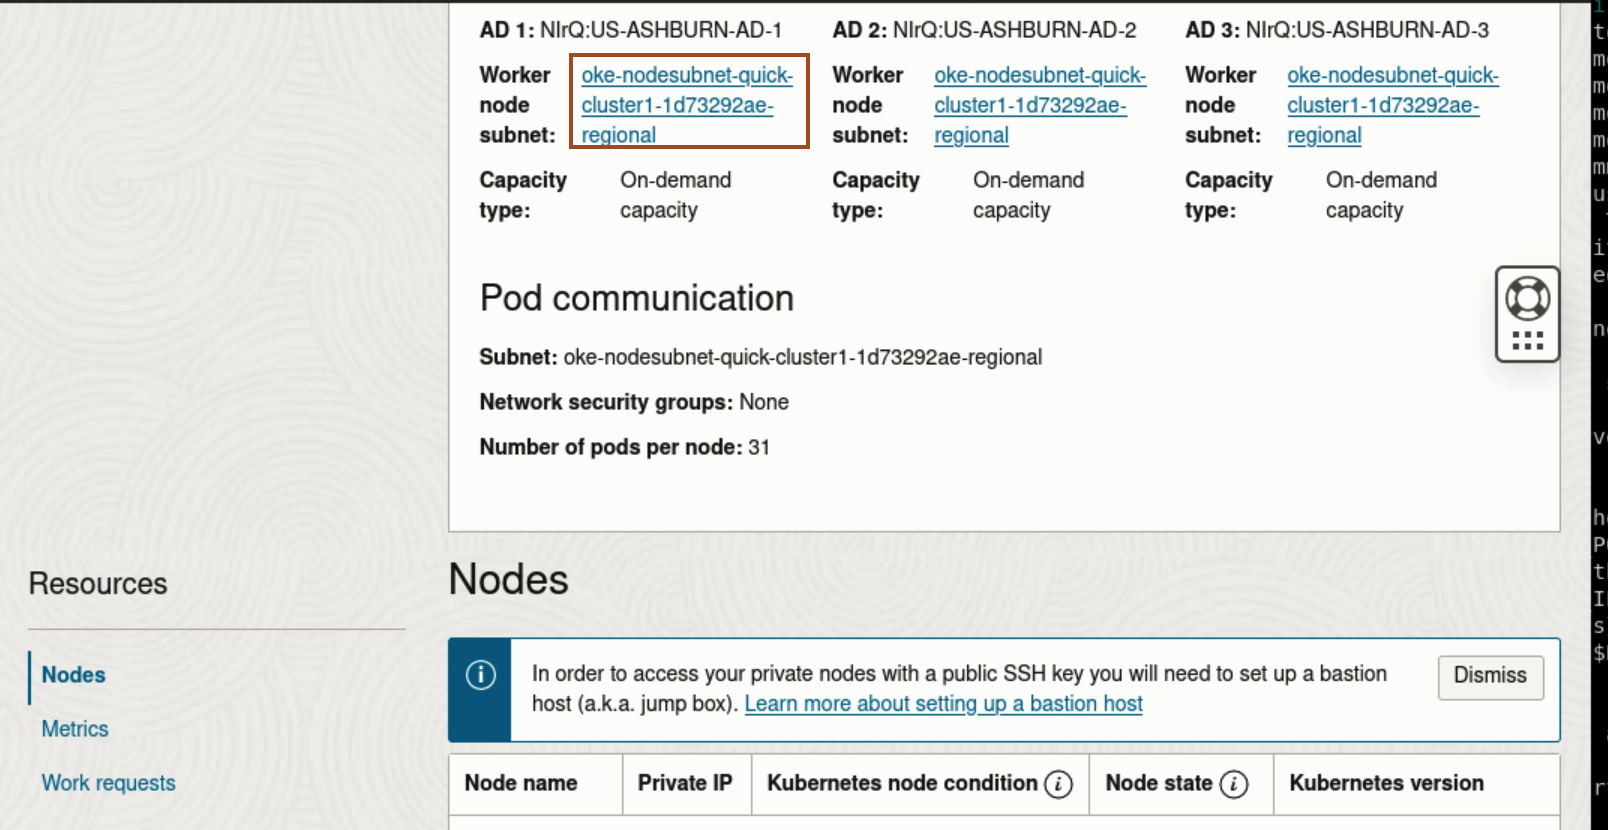 AD 1: NIrQ:US-ASHBURN-AD-1
Worker node subnet: oke-nodesubnet-quick-
cluster1-1d73292ae-
regional
Capacity type: On-demand
capacity
AD 2: NIrQ:US-ASHBURN-AD-2
Worker node subnet: oke-nodesubnet-quick-
cluster1-1d73292ae-
regional
Capacity type: On-demand
capacity
AD 3: NIrQ:US-ASHBURN-AD-3
Worker node subnet: oke-nodesubnet-quick-
cluster1-1d73292ae-
regional
Capacity type: On-demand
capacity
Pod communication
Subnet: oke-nodesubnet-quick-cluster1-1d73292ae-regional
Network security groups: None
Number of pods per node: 31
Resources
Nodes
Metrics
Work requests
Nodes
In order to access your private nodes with a public SSH key you will need to set up a bastion
host (a.k.a. jump box). Learn more about setting up a bastion host
Dismiss
Node name Private IP Kubernetes node condition Node state Kubernetes version